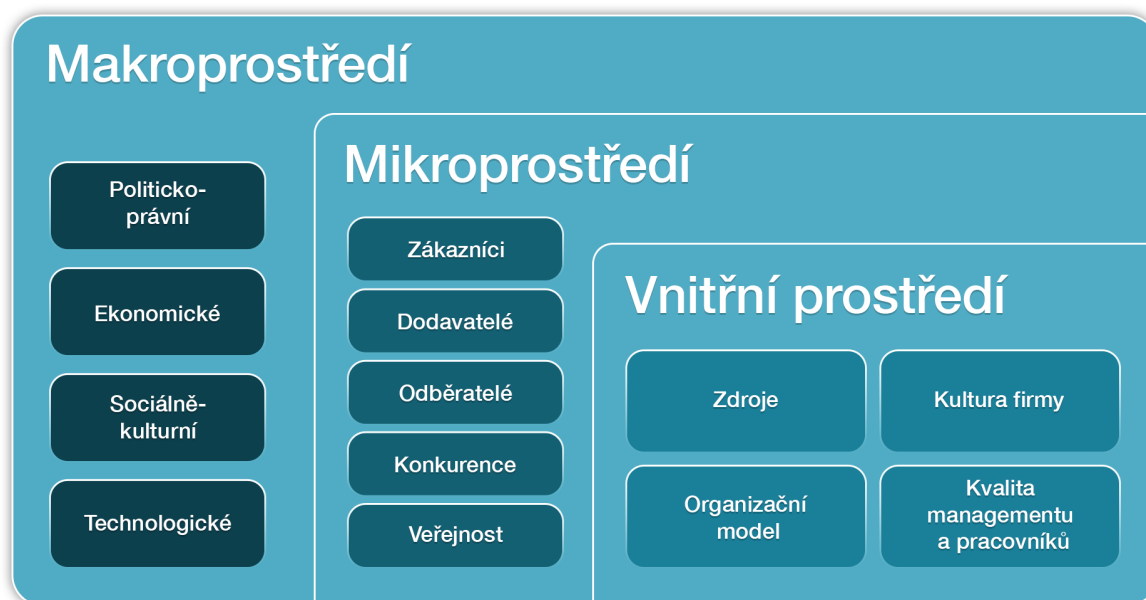 Makroprostředí
Politicko-
právní
Ekonomické
Sociálně-
kulturní
Technologické
Mikroprostředí
Zákazníci
Dodavatelé
Odběratelé
Konkurence
Veřejnost
Vnitřní prostředí
Zdroje
Kultura firmy
Organizační
model
Kvalita
managementu
a pracovníků